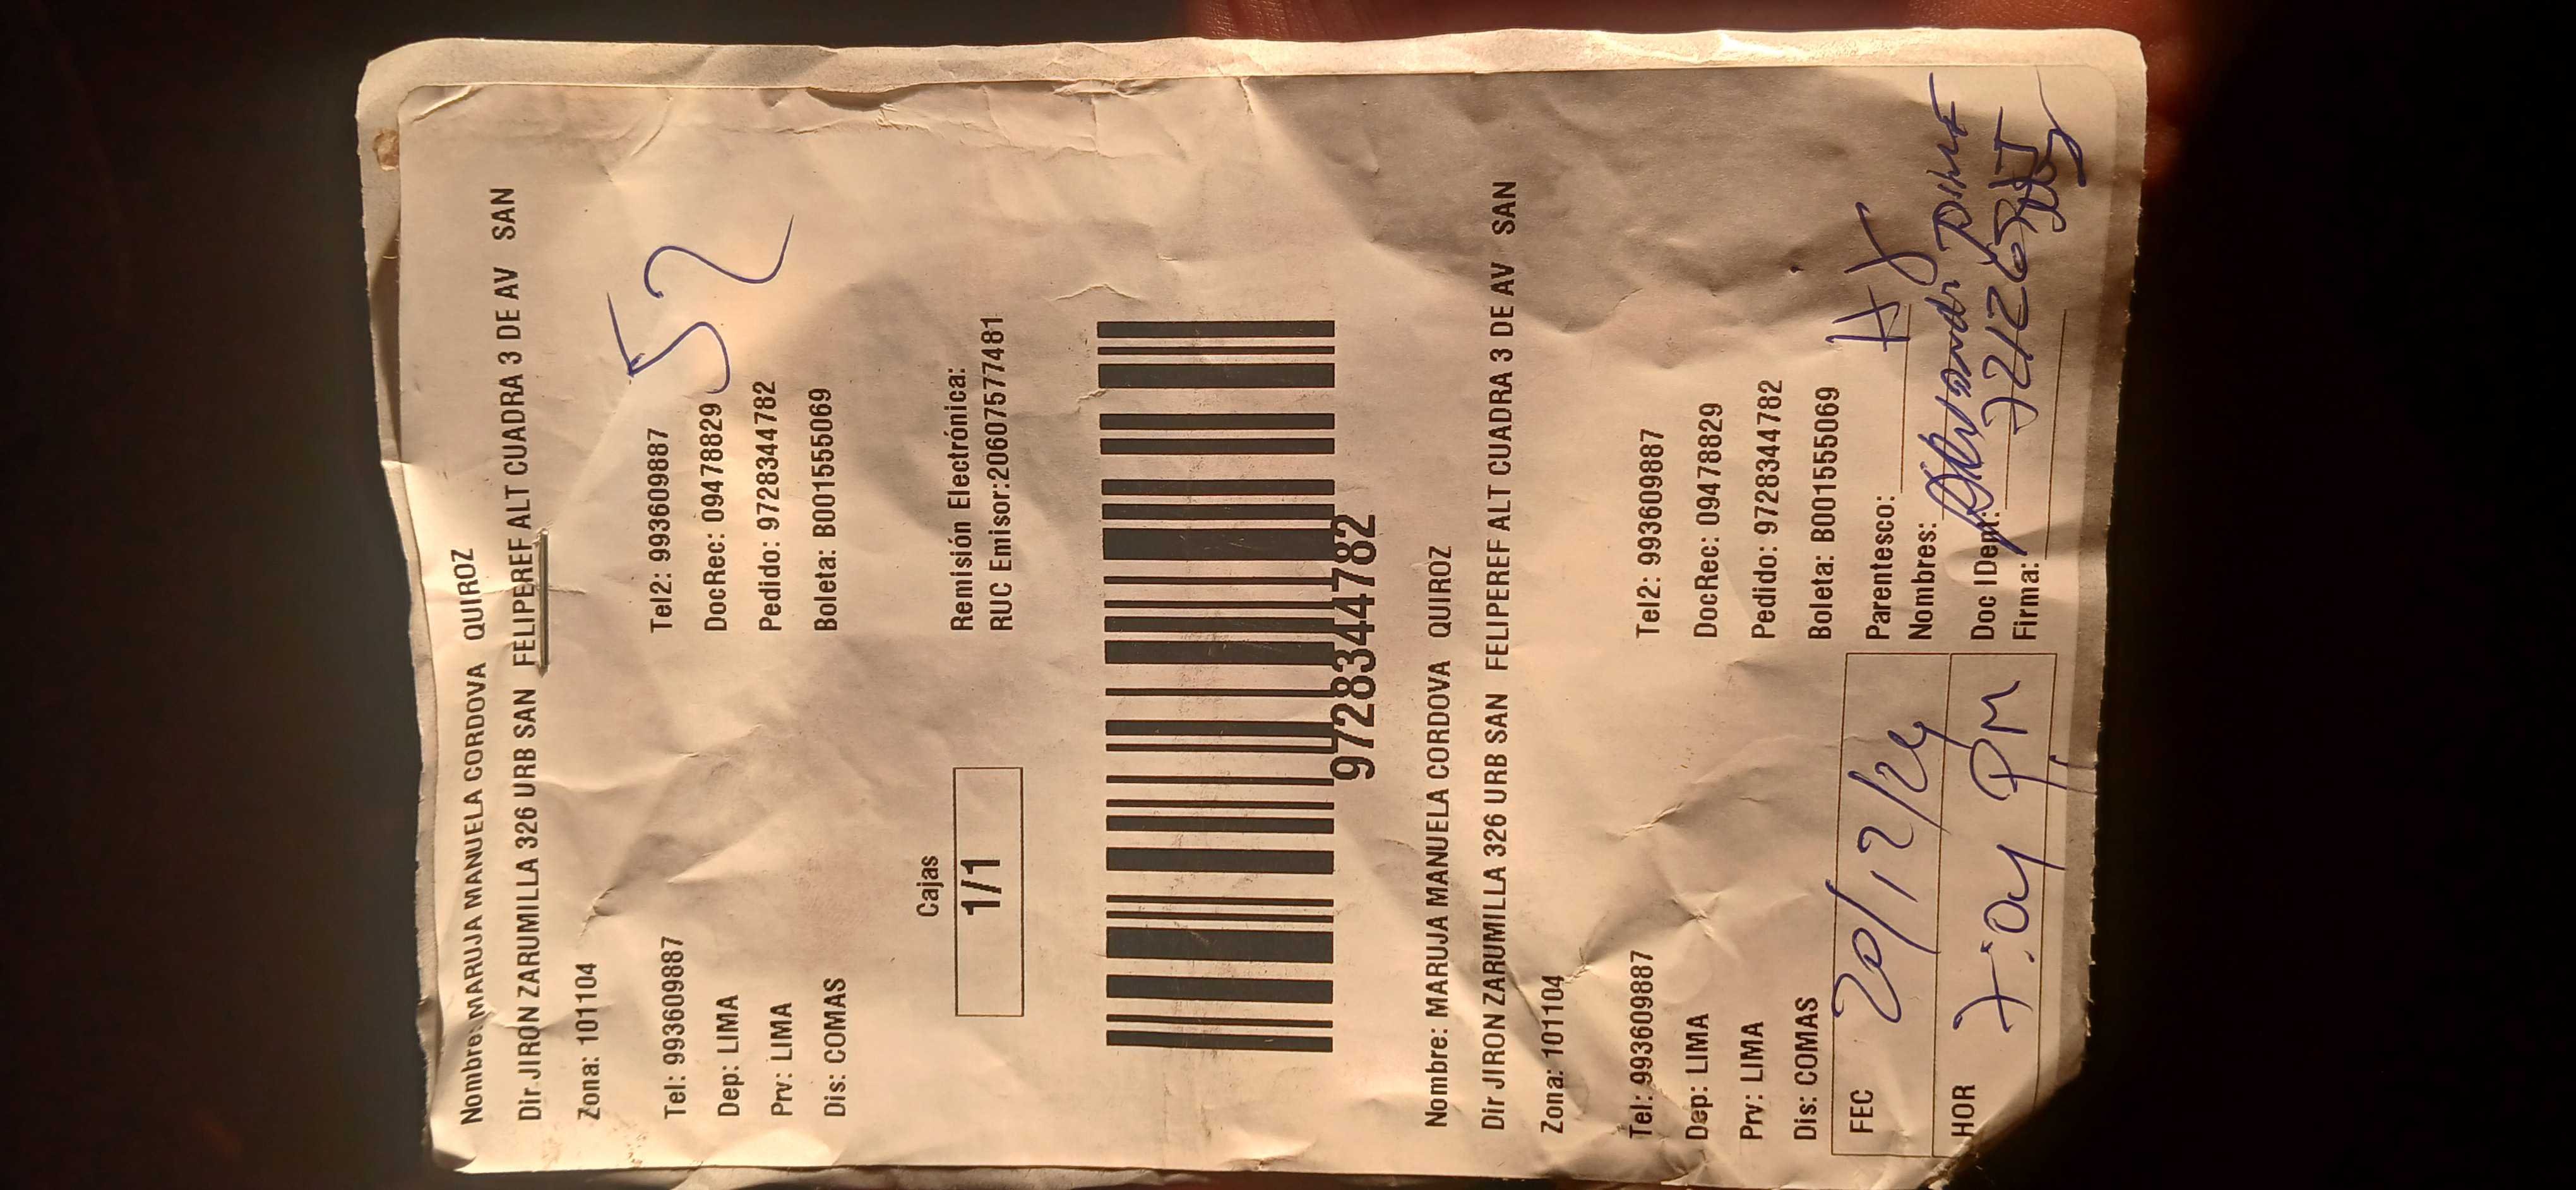 Nombre: MARUJA MANUELA CORDOVA QUIROZ
Dir JIRON ZARUMILLA 326 URB SAN FELIPEREF ALT CUADRA 3 DE AV SAN
Zona: 101104
Tel: 993609887 Tel2: 993609887
Dep: LIMA DocRec: 09478829
Prv: LIMA Pedido: 9728344782
Dis: COMAS Boleta: B001555069
52
Cajas
1/1
Remisión Electrónica:
RUC Emisor:20607577481
9728344782
Nombre: MARUJA MANUELA CORDOVA QUIROZ
Dir JIRON ZARUMILLA 326 URB SAN FELIPEREF ALT CUADRA 3 DE AV SAN
Zona: 101104
Tel: 993609887 Tel2: 993609887
Dep: LIMA DocRec: 09478829
Prv: LIMA Pedido: 9728344782
Dis: COMAS Boleta: B001555069
FEC 20/12/24 Parentesco:
Nombres:
HOR 7:04 PM Doc IDent:
Firma: